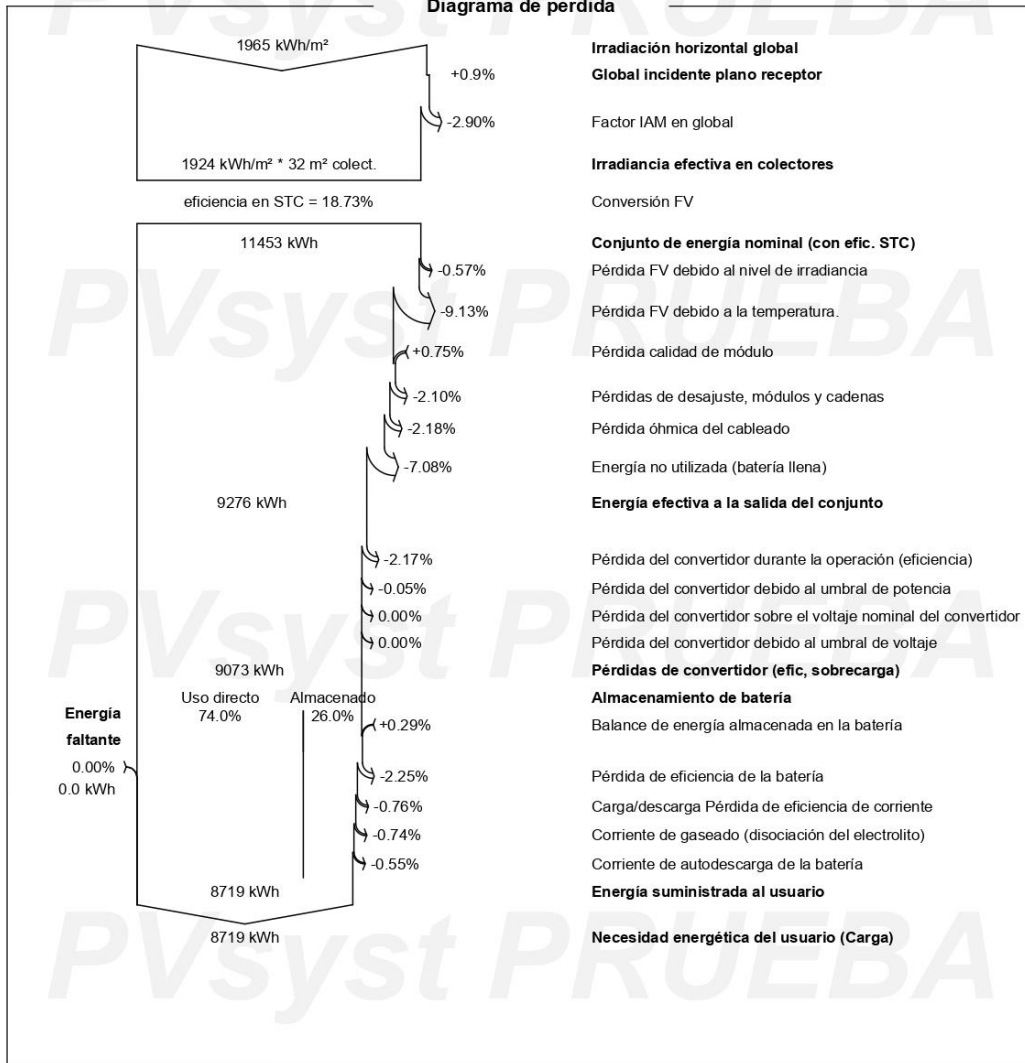 Diagrama de pérdida
1965 kWh/m²
Irradiación horizontal global
+0.9%
Global incidente plano receptor
-2.90%
Factor IAM en global
1924 kWh/m² * 32 m² colect.
Irradiancia efectiva en colectores
eficiencia en STC = 18.73%
Conversión FV
11453 kWh
Conjunto de energía nominal (con efic. STC)
-0.57%
Pérdida FV debido al nivel de irradiancia
-9.13%
Pérdida FV debido a la temperatura.
+0.75%
Pérdida calidad de módulo
-2.10%
Pérdidas de desajuste, módulos y cadenas
-2.18%
Pérdida óhmica del cableado
-7.08%
Energía no utilizada (batería llena)
9276 kWh
Energía efectiva a la salida del conjunto
-2.17%
Pérdida del convertidor durante la operación (eficiencia)
-0.05%
Pérdida del convertidor debido al umbral de potencia
0.00%
Pérdida del convertidor sobre el voltaje nominal del convertidor
0.00%
Pérdida del convertidor debido al umbral de voltaje
9073 kWh
Pérdidas de convertidor (efic, sobrecarga)
Uso directo
74.0%
Almacenado
26.0%
Almacenamiento de batería
Energía
faltante
0.00%
0.0 kWh
+0.29%
Balance de energía almacenada en la batería
-2.25%
Pérdida de eficiencia de la batería
-0.76%
Carga/descarga Pérdida de eficiencia de corriente
-0.74%
Corriente de gaseado (disociación del electrolito)
-0.55%
Corriente de autodescarga de la batería
8719 kWh
Energía suministrada al usuario
8719 kWh
Necesidad energética del usuario (Carga)
PVsyst PRUEBA
PVsyst PRUEBA
PVsyst PRUEBA
PVsyst PRUEBA